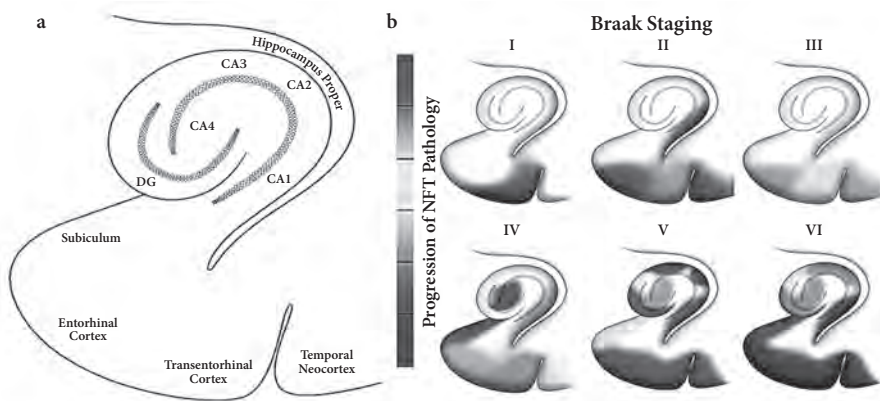 a
Hippocampus Proper
CA3
CA2
CA4
CA1
DG
Subiculum
Entorhinal
Cortex
Transentorhinal
Cortex
Temporal
Neocortex
b
Braak Staging
Progression of NFT Pathology
I
II
III
IV
V
VI